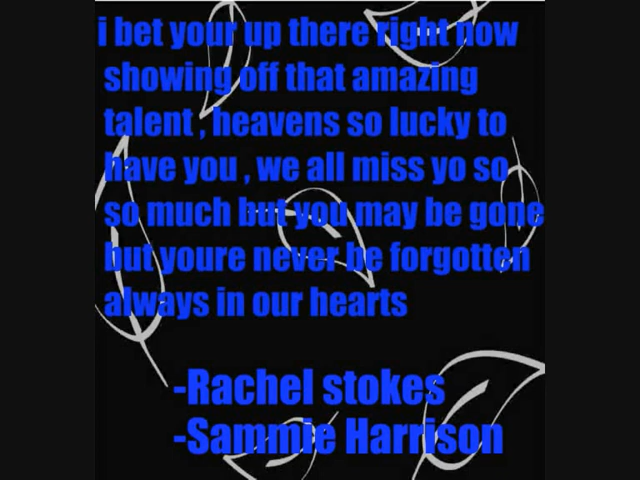 i bet your up there right now
showing off that amazing
talent , heavens so lucky to
have you , we all miss yo so
so much but you may be gone
but youre never be forgotten
always in our hearts
-Rachel stokes
-Sammie Harrison